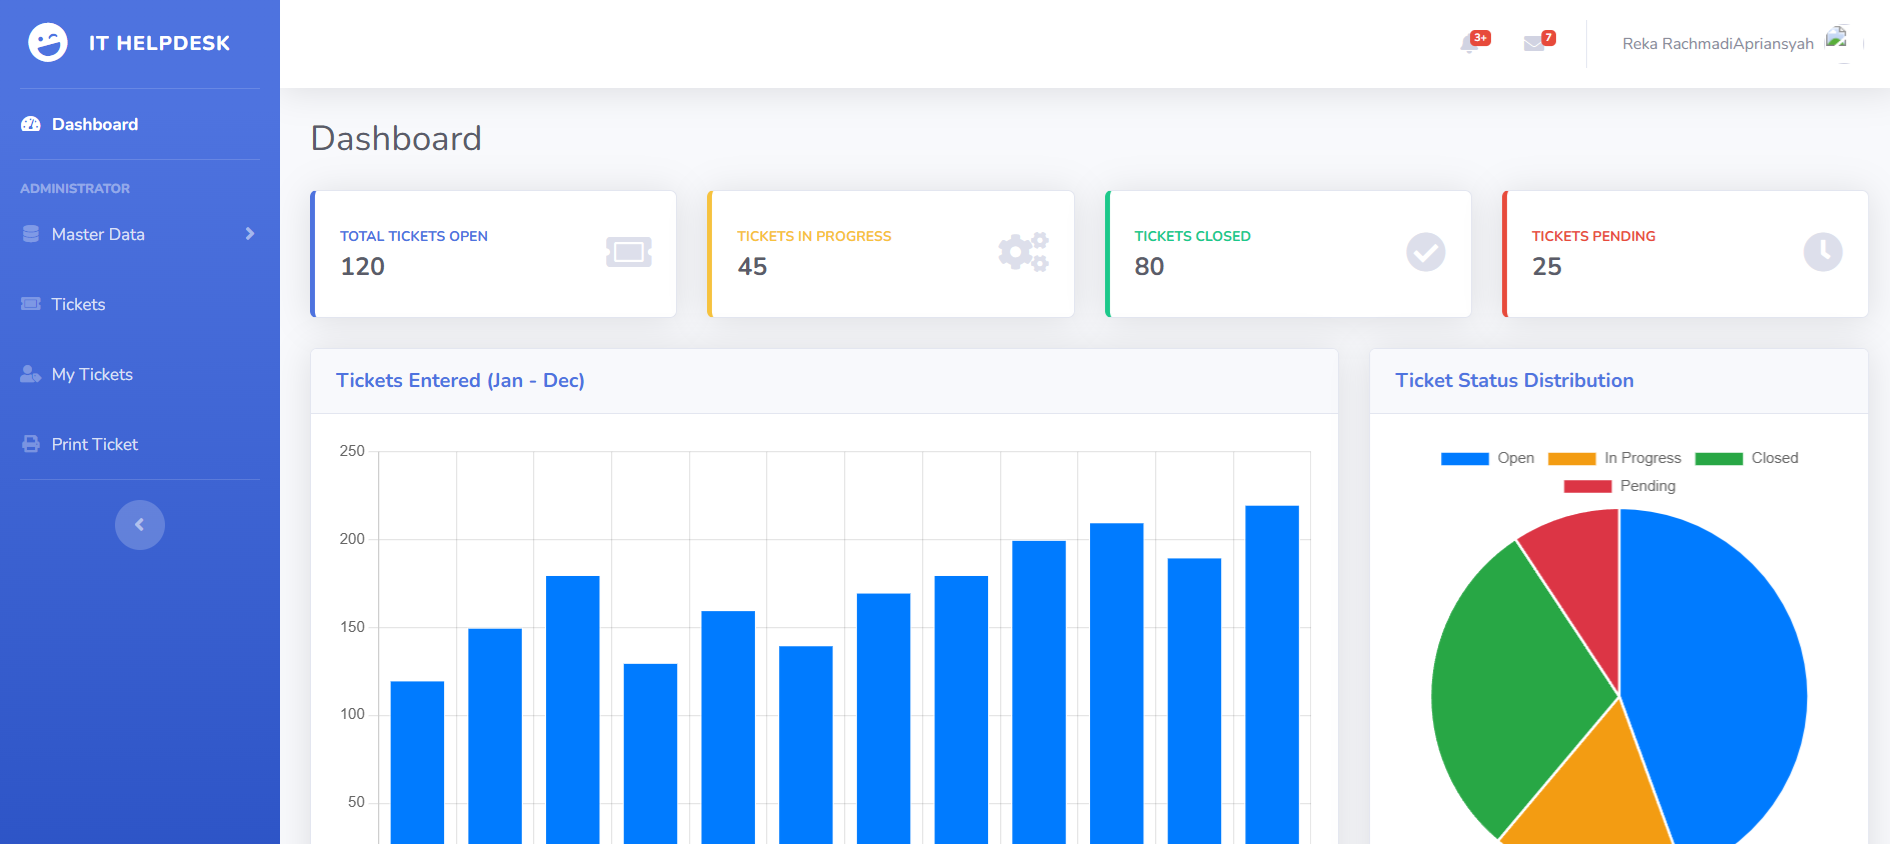 IT HELPDESK
3+
7
Reka RachmadiApriansyah
Dashboard
ADMINISTRATOR
Master Data
Tickets
My Tickets
Print Ticket
Dashboard
TOTAL TICKETS OPEN
120
TICKETS IN PROGRESS
45
TICKETS CLOSED
80
TICKETS PENDING
25
Tickets Entered (Jan - Dec)
250
200
150
100
50
Ticket Status Distribution
Open In Progress Closed
Pending